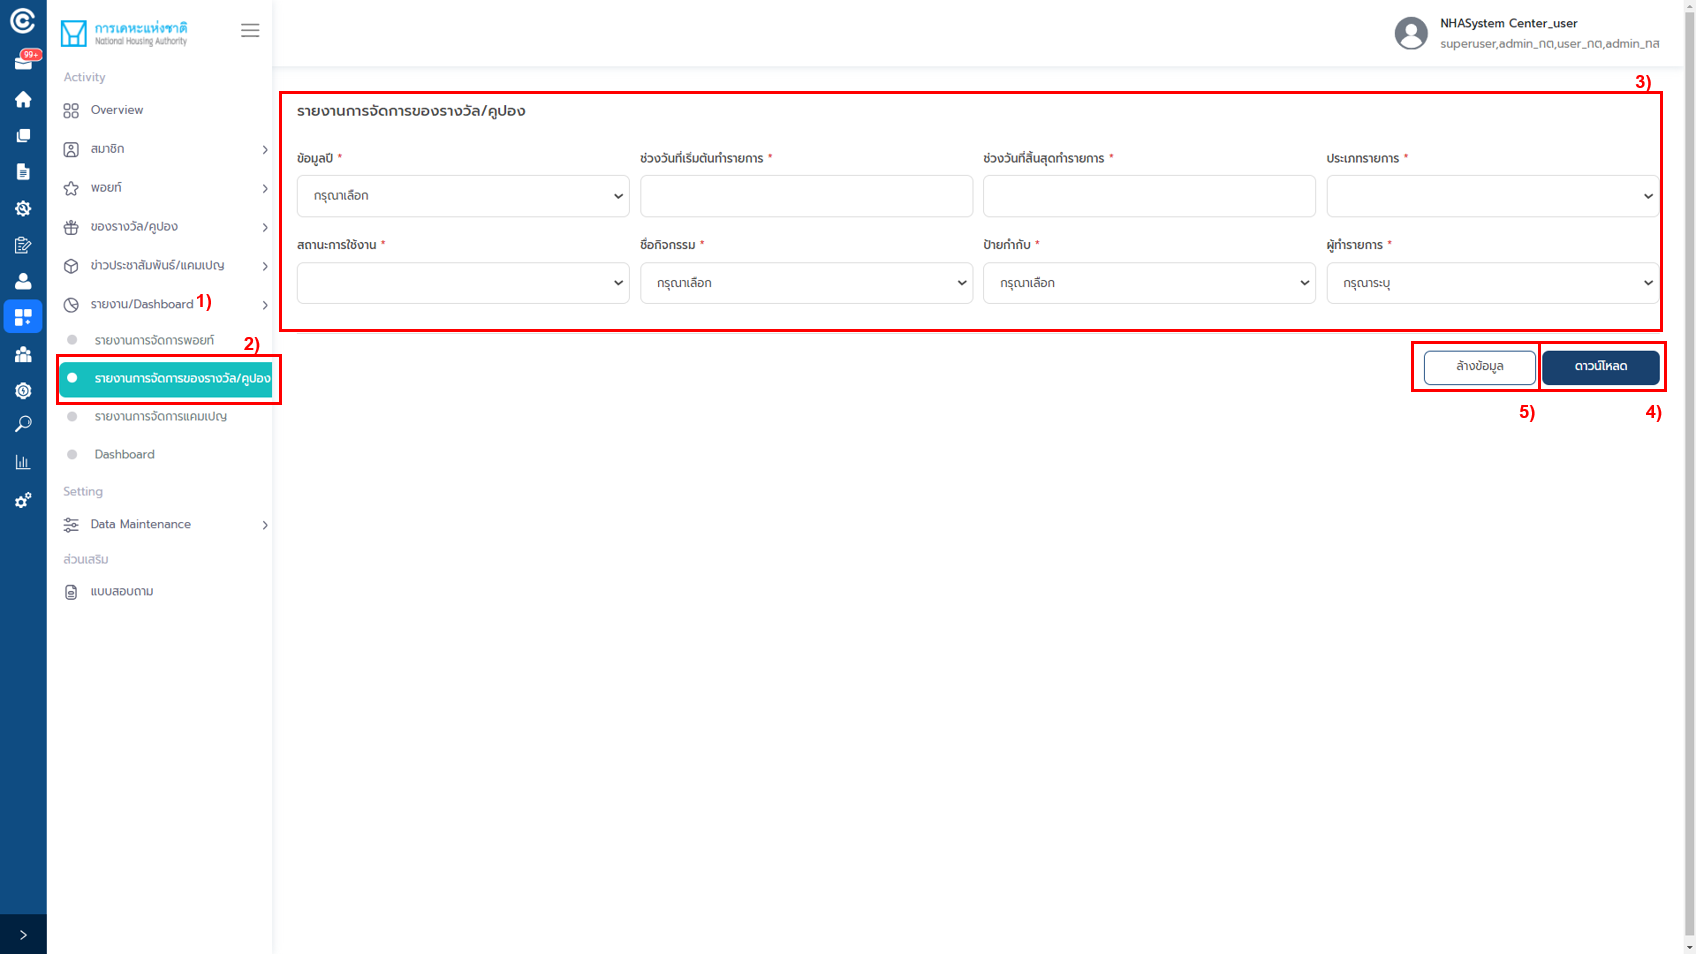 99+
การเคหะแห่งชาติ
National Housing Authority
NHASystem Center_user
superuser,admin_กต,user_กต,admin_กส
Activity
Overview
สมาชิก
พอยท์
ของรางวัล/คูปอง
ข่าวประชาสัมพันธ์/แคมเปญ
รายงาน/Dashboard 1)
รายงานการจัดการพอยท์
2)
รายงานการจัดการของรางวัล/คูปอง
รายงานการจัดการแคมเปญ
Dashboard
Setting
Data Maintenance
ส่วนเสริม
แบบสอบถาม
3)
รายงานการจัดการของรางวัล/คูปอง
ข้อมูลปี * ช่วงวันที่เริ่มต้นทำรายการ * ช่วงวันที่สิ้นสุดทำรายการ * ประเภทรายการ *
กรุณาเลือก
สถานะการใช้งาน * ชื่อกิจกรรม * ป้ายกำกับ * ผู้ทำรายการ *
กรุณาเลือก กรุณาเลือก กรุณาระบุ
ล้างข้อมูล ดาวน์โหลด
5) 4)